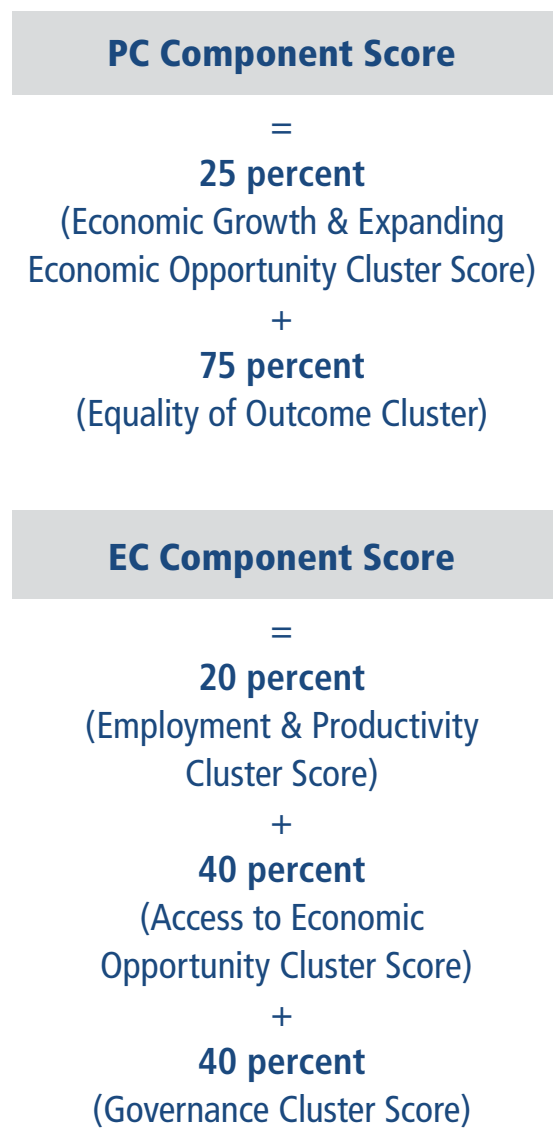 PC Component Score
=
25 percent
(Economic Growth & Expanding
Economic Opportunity Cluster Score)
+
75 percent
(Equality of Outcome Cluster)
EC Component Score
=
20 percent
(Employment & Productivity
Cluster Score)
+
40 percent
(Access to Economic
Opportunity Cluster Score)
+
40 percent
(Governance Cluster Score)